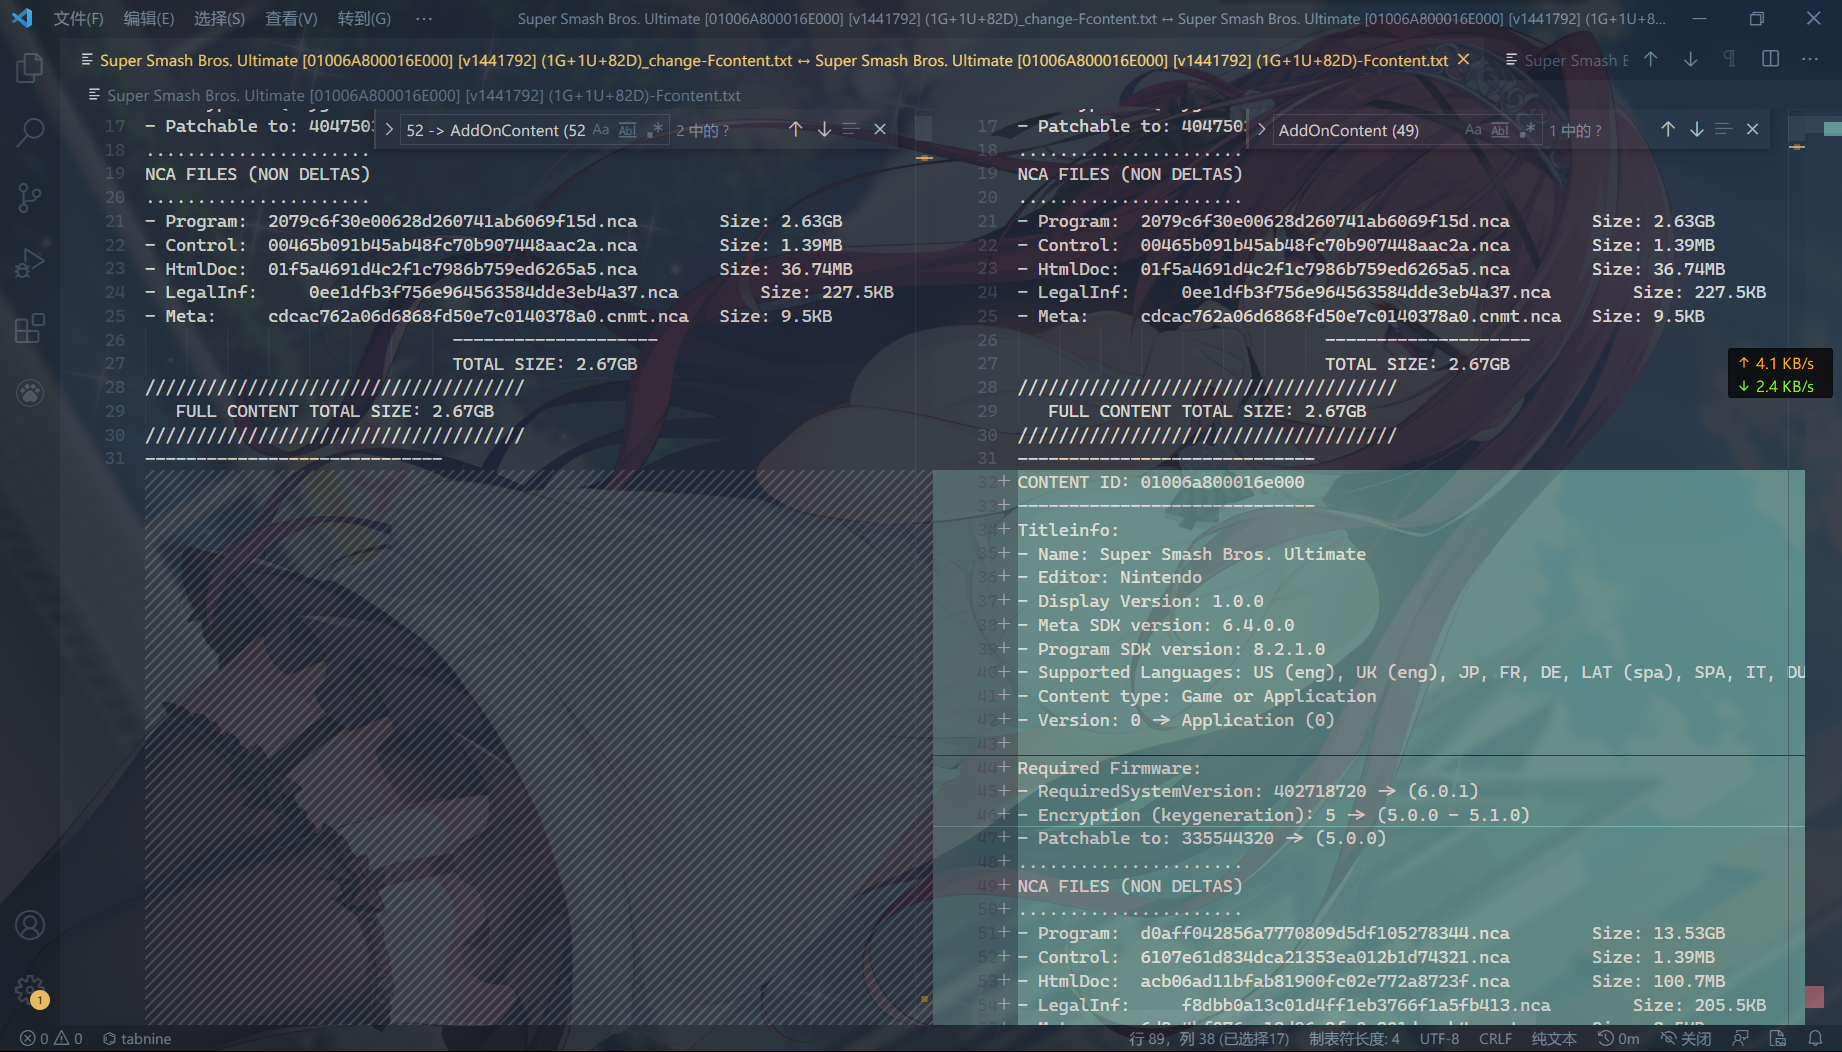 文件(F) 编辑(E) 选择(S) 查看(V) 转到(G) ··· Super Smash Bros. Ultimate [01006A800016E000] [v1441792] (1G+1U+82D)_change-Fcontent.txt ↔ Super Smash Bros. Ultimate [01006A800016E000] [v1441792] (1G+1U+8...
Super Smash Bros. Ultimate [01006A800016E000] [v1441792] (1G+1U+82D)_change-Fcontent.txt ↔ Super Smash Bros. Ultimate [01006A800016E000] [v1441792] (1G+1U+82D)-Fcontent.txt
Super Smash
Super Smash Bros. Ultimate [01006A800016E000] [v1441792] (1G+1U+82D)-Fcontent.txt
52 -> AddOnContent (52 Aa Abl .* 2 中的 ?
17 - Patchable to: 4047503
18 ......................
19 NCA FILES (NON DELTAS)
20 ......................
21 - Program: 2079c6f30e00628d260741ab6069f15d.nca Size: 2.63GB
22 - Control: 00465b091b45ab48fc70b907448aac2a.nca Size: 1.39MB
23 - HtmlDoc: 01f5a4691d4c2f1c7986b759ed6265a5.nca Size: 36.74MB
24 - LegalInf: 0ee1dfb3f756e964563584dde3eb4a37.nca Size: 227.5KB
25 - Meta: cdcac762a06d6868fd50e7c0140378a0.cnmt.nca Size: 9.5KB
26 --------------------
27 TOTAL SIZE: 2.67GB
28 /////////////////////////////////////
29 FULL CONTENT TOTAL SIZE: 2.67GB
30 /////////////////////////////////////
31 -----------------------------
AddOnContent (49) Aa Abl .* 1 中的 ?
17 - Patchable to: 4047503
18 ......................
19 NCA FILES (NON DELTAS)
20 ......................
21 - Program: 2079c6f30e00628d260741ab6069f15d.nca Size: 2.63GB
22 - Control: 00465b091b45ab48fc70b907448aac2a.nca Size: 1.39MB
23 - HtmlDoc: 01f5a4691d4c2f1c7986b759ed6265a5.nca Size: 36.74MB
24 - LegalInf: 0ee1dfb3f756e964563584dde3eb4a37.nca Size: 227.5KB
25 - Meta: cdcac762a06d6868fd50e7c0140378a0.cnmt.nca Size: 9.5KB
26 --------------------
27 TOTAL SIZE: 2.67GB
28 /////////////////////////////////////
29 FULL CONTENT TOTAL SIZE: 2.67GB
30 /////////////////////////////////////
31 -----------------------------
32+ CONTENT ID: 01006a800016e000
33+ -----------------------------
34+ Titleinfo:
35+ - Name: Super Smash Bros. Ultimate
36+ - Editor: Nintendo
37+ - Display Version: 1.0.0
38+ - Meta SDK version: 6.4.0.0
39+ - Program SDK version: 8.2.1.0
40+ - Supported Languages: US (eng), UK (eng), JP, FR, DE, LAT (spa), SPA, IT, DU
41+ - Content type: Game or Application
42+ - Version: 0 -> Application (0)
43+
44+ Required Firmware:
45+ - RequiredSystemVersion: 402718720 -> (6.0.1)
46+ - Encryption (keygeneration): 5 -> (5.0.0 - 5.1.0)
47+ - Patchable to: 335544320 -> (5.0.0)
48+ ......................
49+ NCA FILES (NON DELTAS)
50+ ......................
51+ - Program: d0aff042856a7770809d5df105278344.nca Size: 13.53GB
52+ - Control: 6107e61d834dca21353ea012b1d74321.nca Size: 1.39MB
53+ - HtmlDoc: acb06ad11bfab81900fc02e772a8723f.nca Size: 100.7MB
54+ - LegalInf: f8dbb0a13c01d4ff1eb3766f1a5fb413.nca Size: 205.5KB
↑ 4.1 KB/s
↓ 2.4 KB/s
1
0 0 tabnine 行 89, 列 38 (已选择17) 制表符长度: 4 UTF-8 CRLF 纯文本 0m 关闭